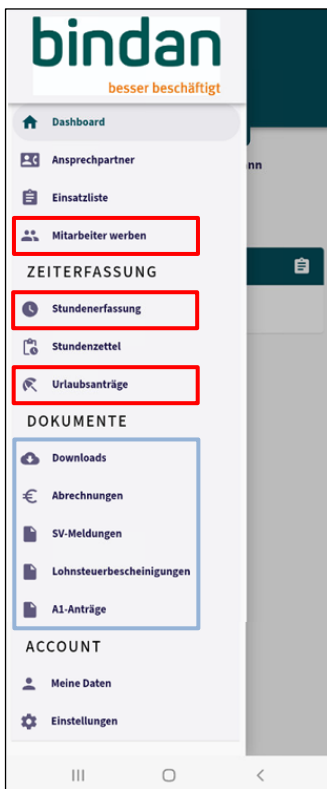 bindan
besser beschäftigt
Dashboard
Ansprechpartner
nn
Einsatzliste
Mitarbeiter werben
ZEITERFASSUNG
Stundenerfassung
Stundenzettel
Urlaubsanträge
DOKUMENTE
Downloads
Abrechnungen
SV-Meldungen
Lohnsteuerbescheinigungen
A1-Anträge
ACCOUNT
Meine Daten
Einstellungen